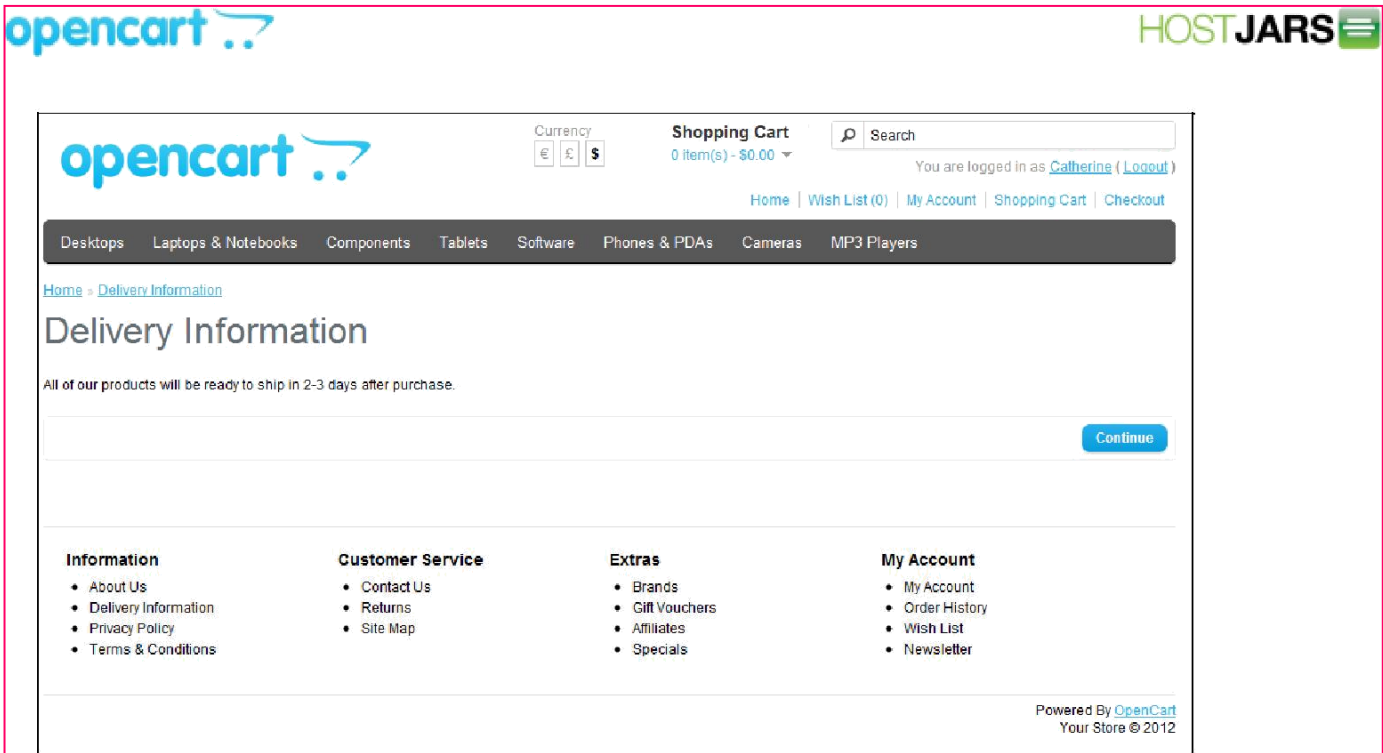 opencart
HOSTJARS
opencart
Currency
€ £ $
Shopping Cart
0 item(s) - $0.00
Search
You are logged in as Catherine ( Logout )
Home | Wish List (0) | My Account | Shopping Cart | Checkout
Desktops Laptops & Notebooks Components Tablets Software Phones & PDAs Cameras MP3 Players
Home » Delivery Information
Delivery Information
All of our products will be ready to ship in 2-3 days after purchase.
Continue
Information
• About Us
• Delivery Information
• Privacy Policy
• Terms & Conditions
Customer Service
• Contact Us
• Returns
• Site Map
Extras
• Brands
• Gift Vouchers
• Affiliates
• Specials
My Account
• My Account
• Order History
• Wish List
• Newsletter
Powered By OpenCart
Your Store © 2012